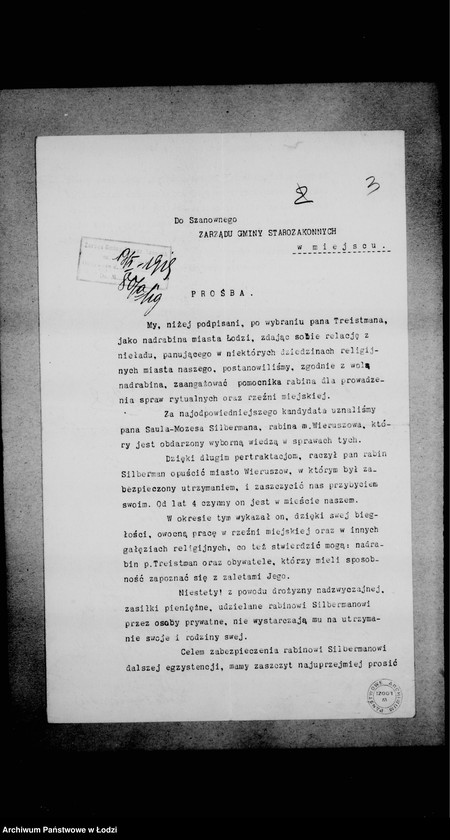 2 3
Do Szanownego
ZARZĄDU GMINY STAROZAKONNYCH
w miejscu.
1919
PROŚBA.
My, niżej podpisani, po wybraniu pana Treistmana,
jako nadrabina miasta Łodzi, zdając sobie relację z
nieładu, panującego w niektórych dziedzinach religij-
nych miasta naszego, postanowiliśmy, zgodnie z wolą
nadrabina, zaangażować pomocnika rabina dla prowadze-
nia spraw rytualnych oraz rzeźni miejskiej.
Za najodpowiedniejszego kandydata uznaliśmy
pana Saula-Mozesa Silbermana, rabina m.Wieruszowa, któ-
ry jest obdarzony wyborną wiedzą w sprawach tych.
Dzięki długim pertraktacjom, raczył pan rabin
Silberman opuścić miasto Wieruszow, w którym był za-
bezpieczony utrzymaniem, i zaszczycić nas przybyciem
swoim. Od lat 4 czynny on jest w mieście naszem.
W okresie tym wykazał on, dzięki swej bieg-
łości, owocną pracę w rzeźni miejskiej oraz w innych
gałęziach religijnych, co też stwierdzić mogą: nadra-
bin p.Treistman oraz obywatele, którzy mieli sposob-
ność zapoznać się z zaletami Jego.
Niestety! z powodu drożyzny nadzwyczajnej,
zasiłki pieniężne, udzielane rabinowi Silbermanowi
przez osoby prywatne, nie wystarczają mu na utrzyma-
nie swoje i rodziny swej.
Celem zabezpieczenia rabinowi Silbermanowi
dalszej egzystencji, mamy zaszczyt najuprzejmiej prosić
ARCHIWUM PAŃSTWOWE
Archiwum Państwowe w Łodzi